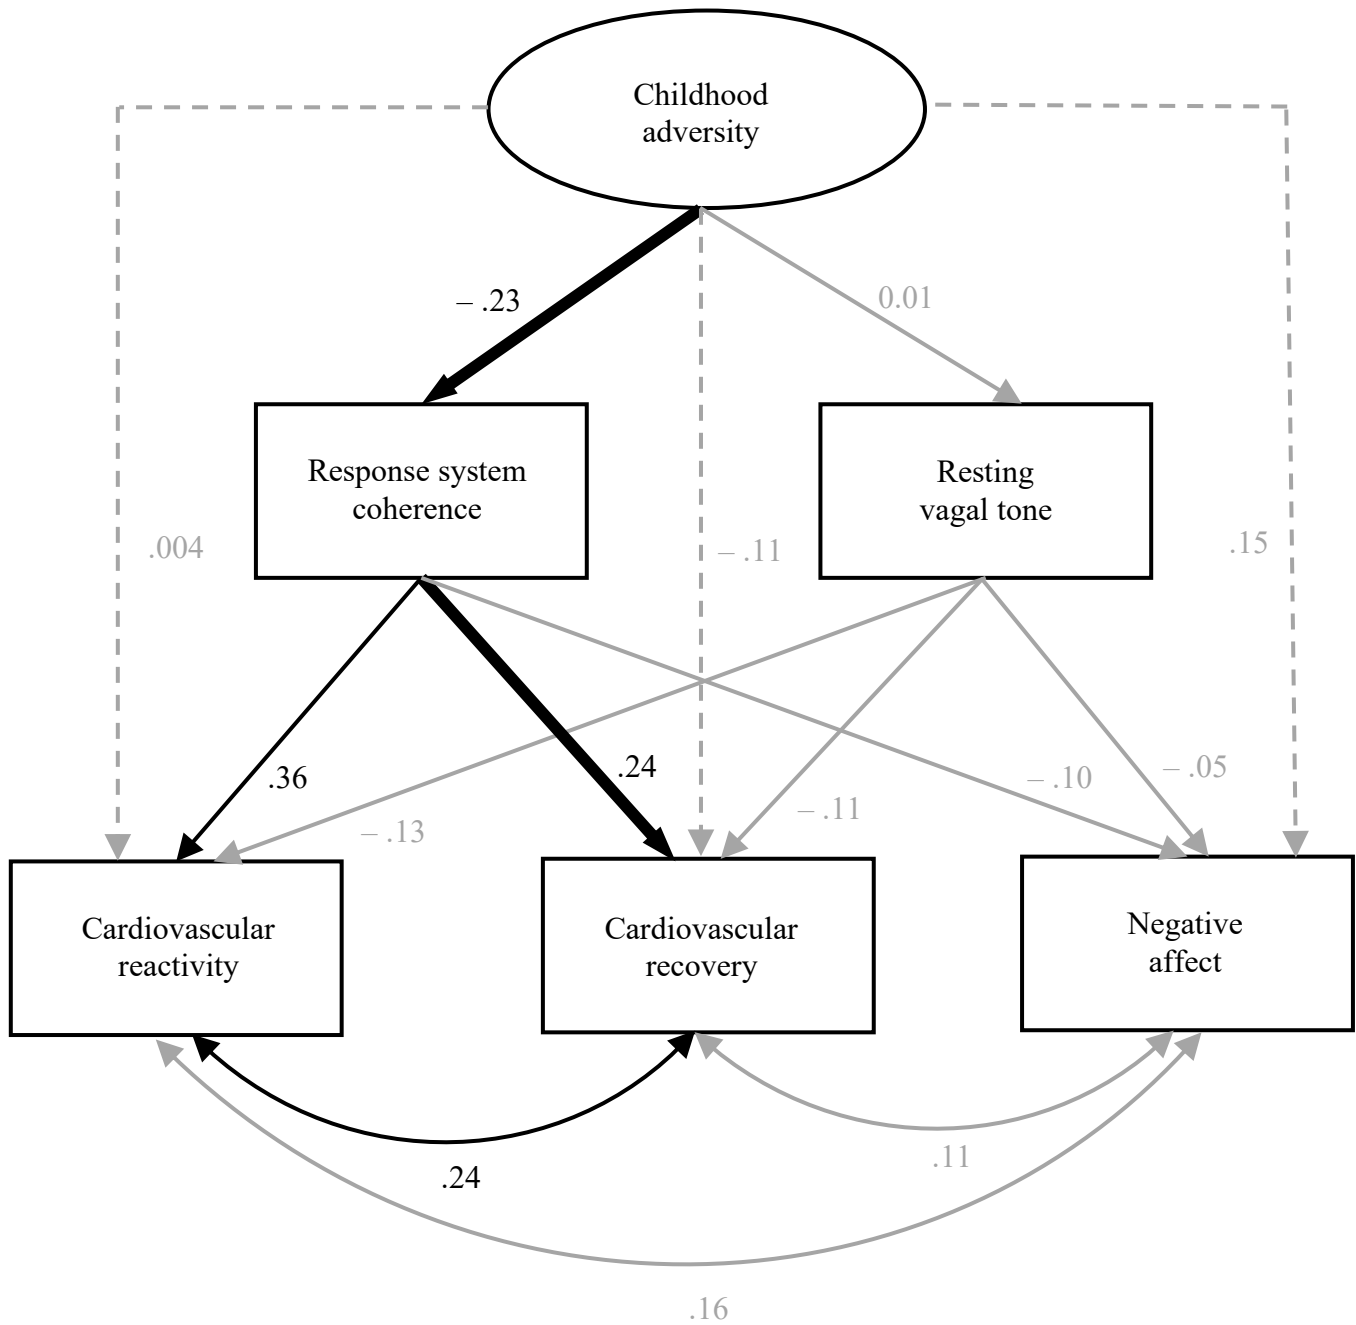 Childhood
adversity
– .23
0.01
Response system
coherence
Resting
vagal tone
.004
– .11
.15
.36
.24
– .13
– .11
– .10
– .05
Cardiovascular
reactivity
Cardiovascular
recovery
Negative
affect
.24
.11
.16